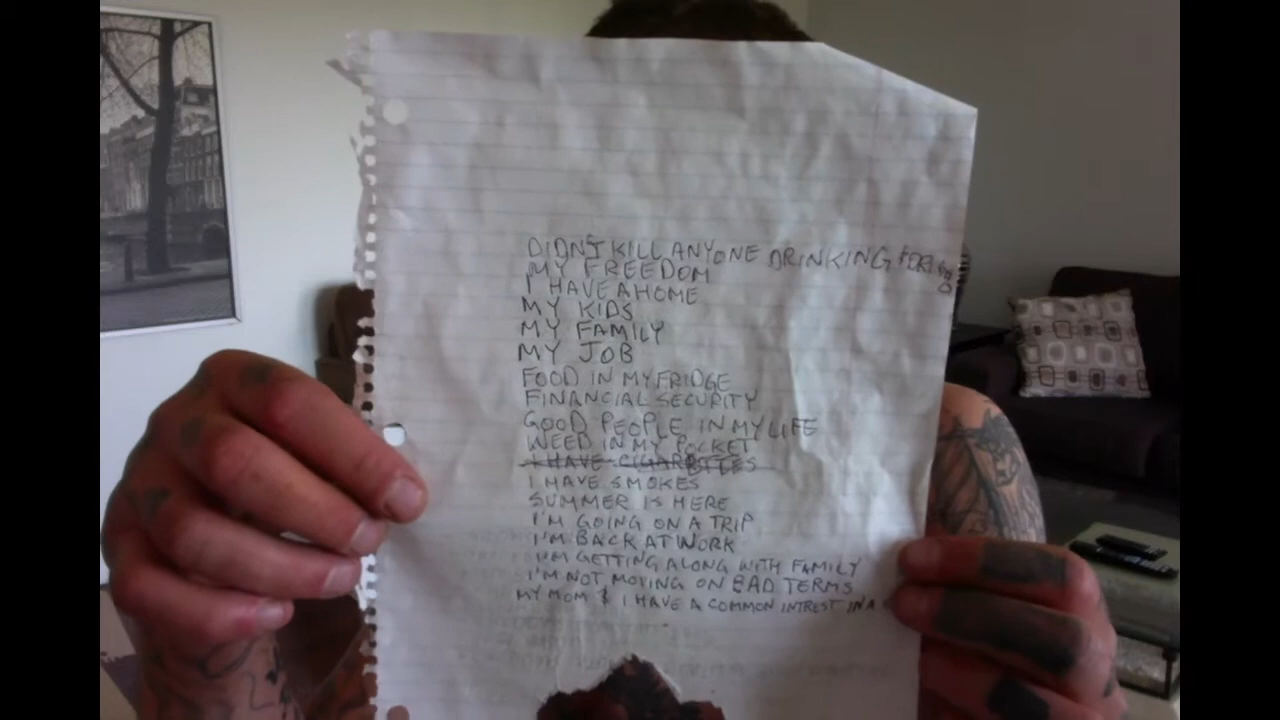 DIDN'T KILL ANYONE DRINKING
MY FREEDOM
I HAVE A HOME
MY KIDS
MY FAMILY
MY JOB
FOOD IN MY FRIDGE
FINANCIAL SECURITY
GOOD PEOPLE IN MY LIFE
WEED IN MY POCKET
I HAVE CIGARETTES
I HAVE SMOKES
SUMMER IS HERE
I'M GOING ON A TRIP
I'M BACK AT WORK
I'M GETTING ALONG WITH FAMILY
I'M NOT MOVING ON BAD TERMS
MY MOM & I HAVE A COMMON INTREST IN A